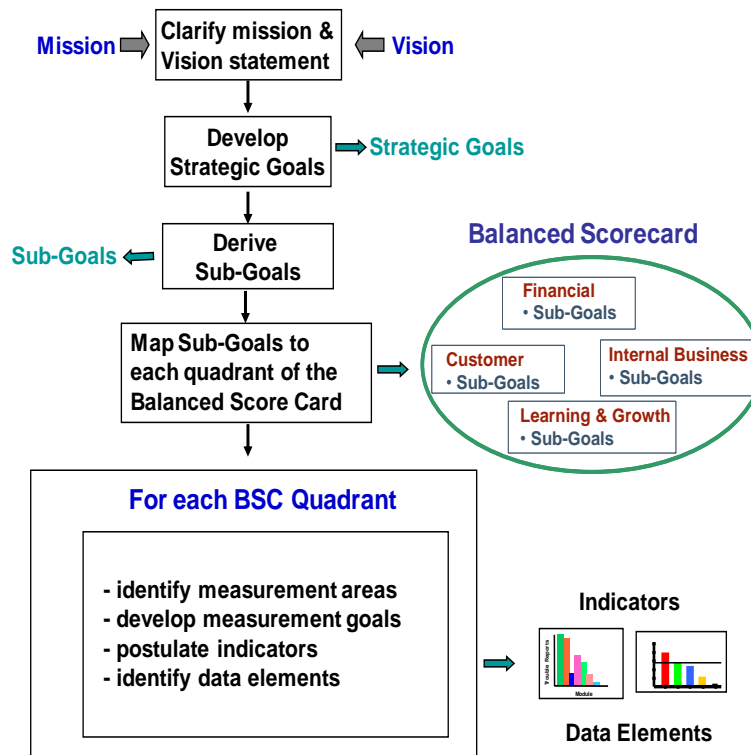 Mission
Clarify mission &
Vision statement
Vision
Develop
Strategic Goals
Strategic Goals
Sub-Goals
Derive
Sub-Goals
Balanced Scorecard
Financial
• Sub-Goals
Customer
• Sub-Goals
Internal Business
• Sub-Goals
Learning & Growth
• Sub-Goals
Map Sub-Goals to
each quadrant of the
Balanced Score Card
For each BSC Quadrant
- identify measurement areas
- develop measurement goals
- postulate indicators
- identify data elements
Indicators
Trouble Reports
Module
Data Elements